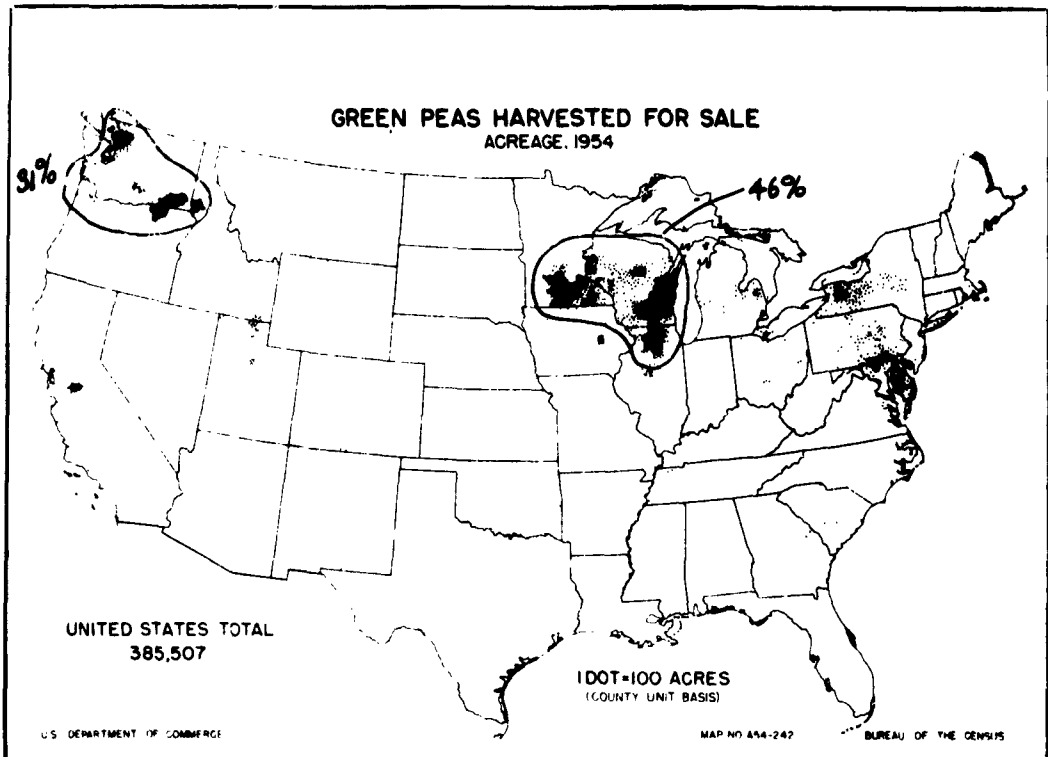 GREEN PEAS HARVESTED FOR SALE
ACREAGE, 1954
31%
46%
UNITED STATES TOTAL
385,507
1 DOT=100 ACRES
(COUNTY UNIT BASIS)
U.S. DEPARTMENT OF COMMERCE
MAP NO. A54-242
BUREAU OF THE CENSUS